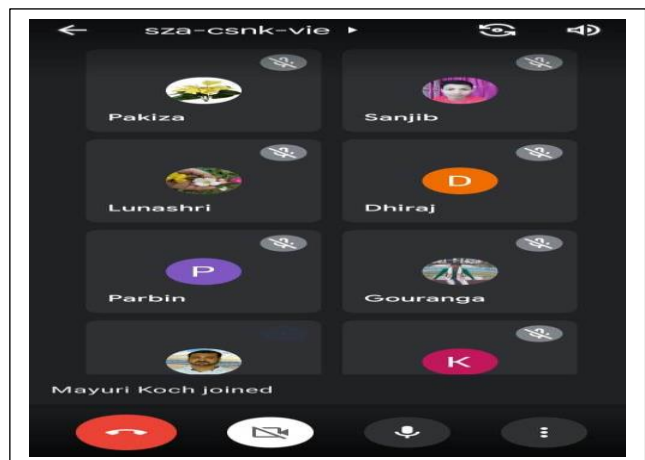 sza-csnk-vie
Pakiza
Sanjib
Lunashri
D
Dhiraj
P
Parbin
Gouranga
K
Mayuri Koch joined